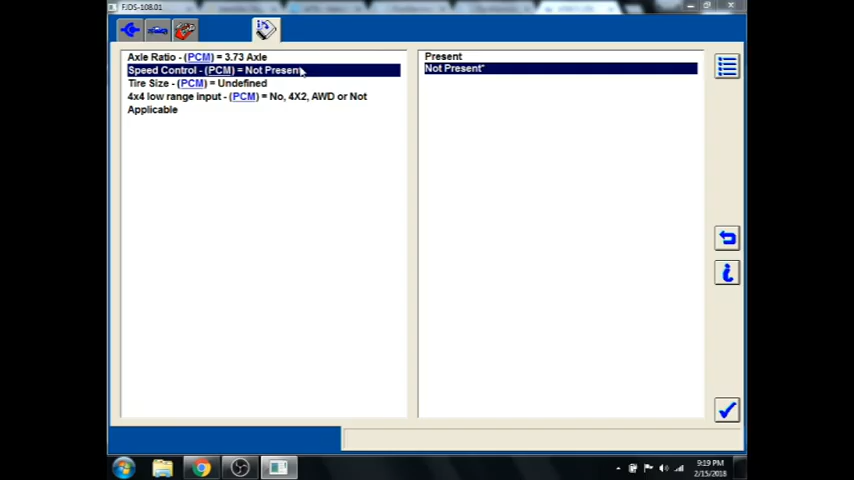 FJDS-108.01
Axle Ratio - (PCM) = 3.73 Axle
Speed Control - (PCM) = Not Present
Tire Size - (PCM) = Undefined
4x4 low range input - (PCM) = No, 4X2, AWD or Not
Applicable
Present
Not Present*
9:19 PM
2/15/2018